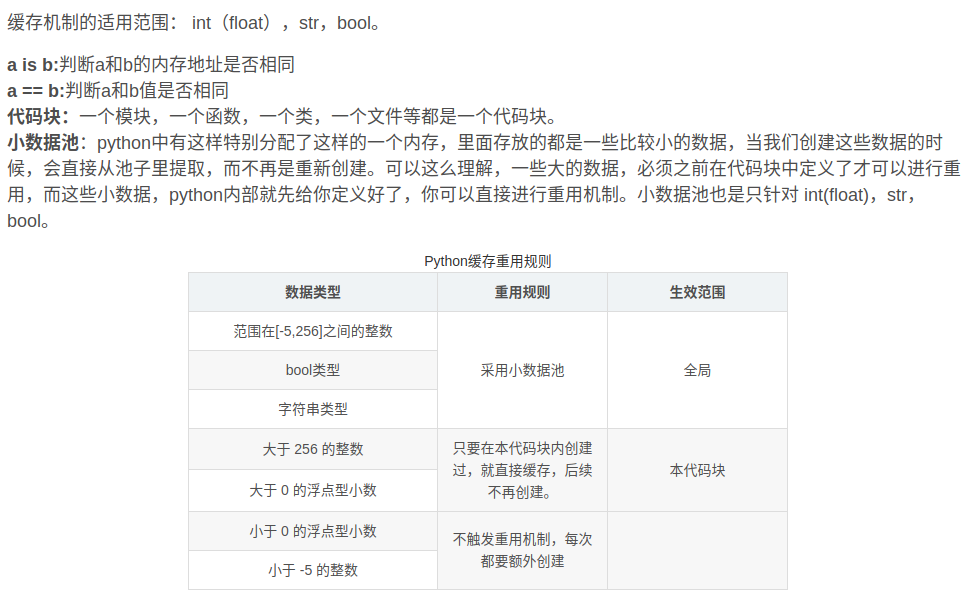 缓存机制的适用范围： int（float），str，bool。
a is b:判断a和b的内存地址是否相同
a == b:判断a和b值是否相同
代码块：一个模块，一个函数，一个类，一个文件等都是一个代码块。
小数据池：python中有这样特别分配了这样的一个内存，里面存放的都是一些比较小的数据，当我们创建这些数据的时
候，会直接从池子里提取，而不再是重新创建。可以这么理解，一些大的数据，必须之前在代码块中定义了才可以进行重
用，而这些小数据，python内部就先给你定义好了，你可以直接进行重用机制。小数据池也是只针对 int(float)，str，
bool。
Python缓存重用规则
数据类型 重用规则 生效范围
范围在[-5,256]之间的整数
bool类型 采用小数据池 全局
字符串类型
大于 256 的整数
大于 0 的浮点型小数
只要在本代码块内创建
过，就直接缓存，后续
不再创建。
本代码块
小于 0 的浮点型小数
小于 -5 的整数
不触发重用机制，每次
都要额外创建